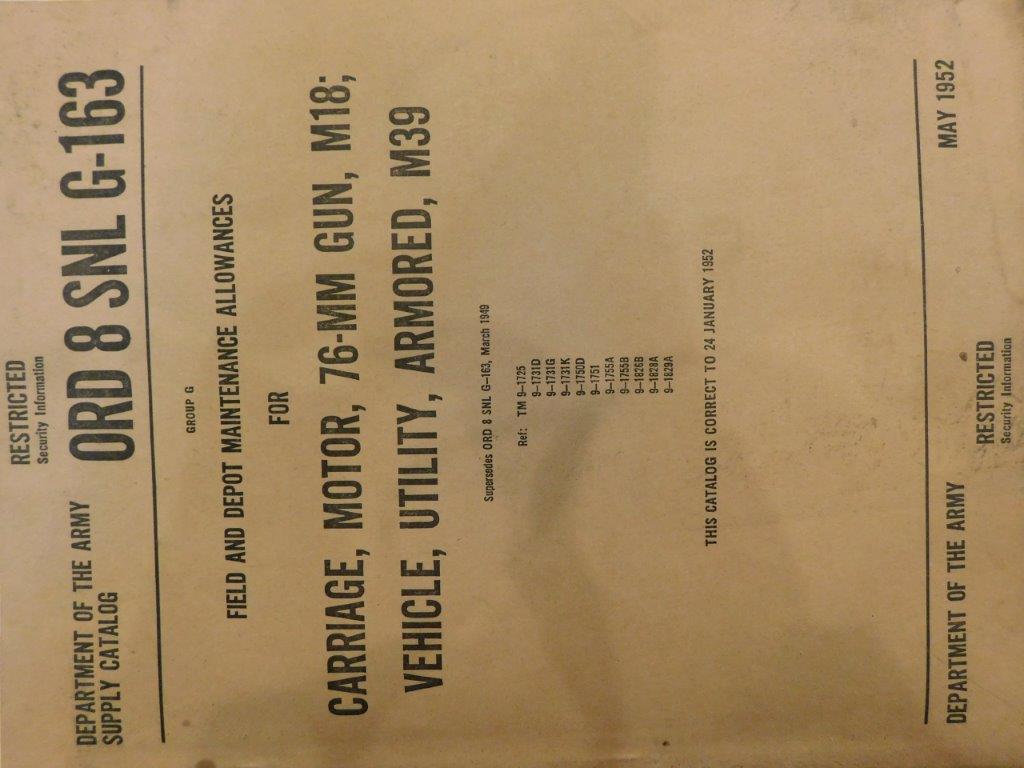 RESTRICTED
Security Information
DEPARTMENT OF THE ARMY
SUPPLY CATALOG
ORD 8 SNL G-163
GROUP G
FIELD AND DEPOT MAINTENANCE ALLOWANCES
FOR
CARRIAGE, MOTOR, 76-MM GUN, M18;
VEHICLE, UTILITY, ARMORED, M39
Supersedes ORD 8 SNL G-163, March 1949
Ref: TM 9-1725
9-1731D
9-1731G
9-1731K
9-1750D
9-1751
9-1755A
9-1755B
9-1826B
9-1828A
9-1829A
THIS CATALOG IS CORRECT TO 24 JANUARY 1952
DEPARTMENT OF THE ARMY
MAY 1952
RESTRICTED
Security Information